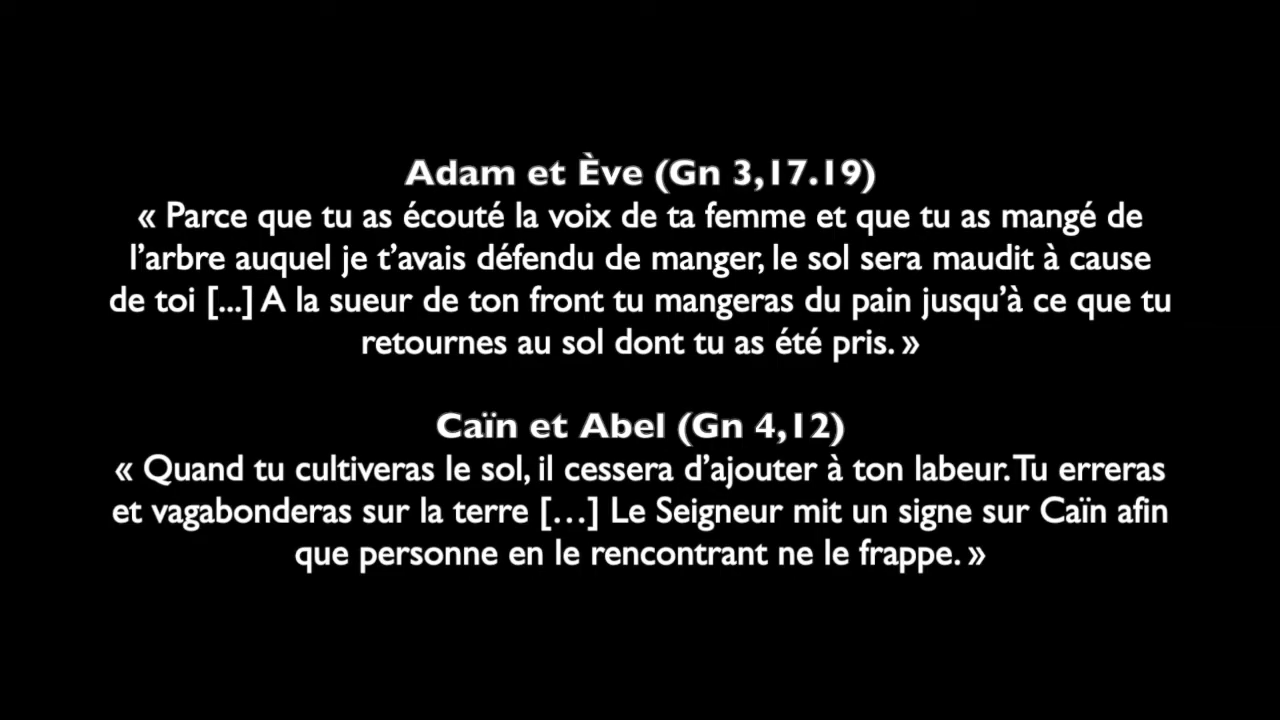 Adam et Ève (Gn 3,17.19)
« Parce que tu as écouté la voix de ta femme et que tu as mangé de
l’arbre auquel je t’avais défendu de manger, le sol sera maudit à cause
de toi [...] A la sueur de ton front tu mangeras du pain jusqu’à ce que tu
retournes au sol dont tu as été pris. »
Caïn et Abel (Gn 4,12)
« Quand tu cultiveras le sol, il cessera d’ajouter à ton labeur. Tu erreras
et vagabonderas sur la terre […] Le Seigneur mit un signe sur Caïn afin
que personne en le rencontrant ne le frappe. »